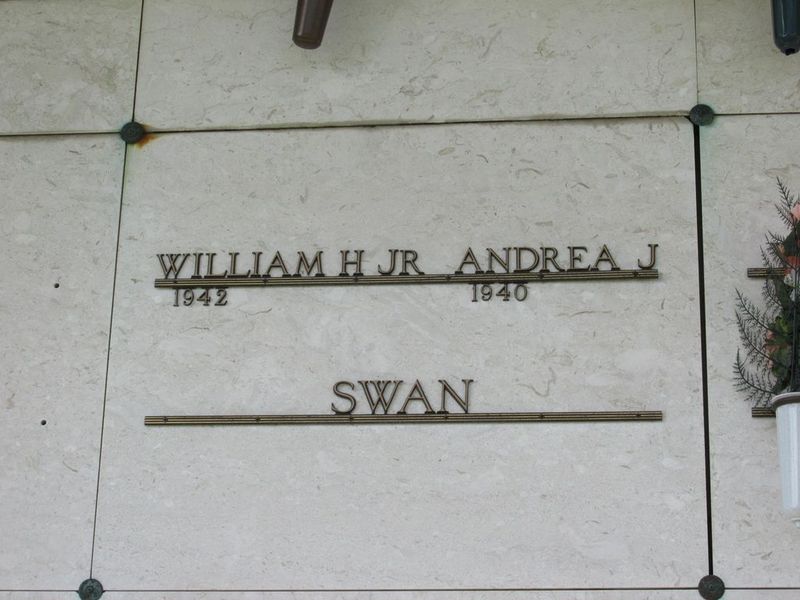 WILLIAM H JR ANDREA J
1942 1940
SWAN